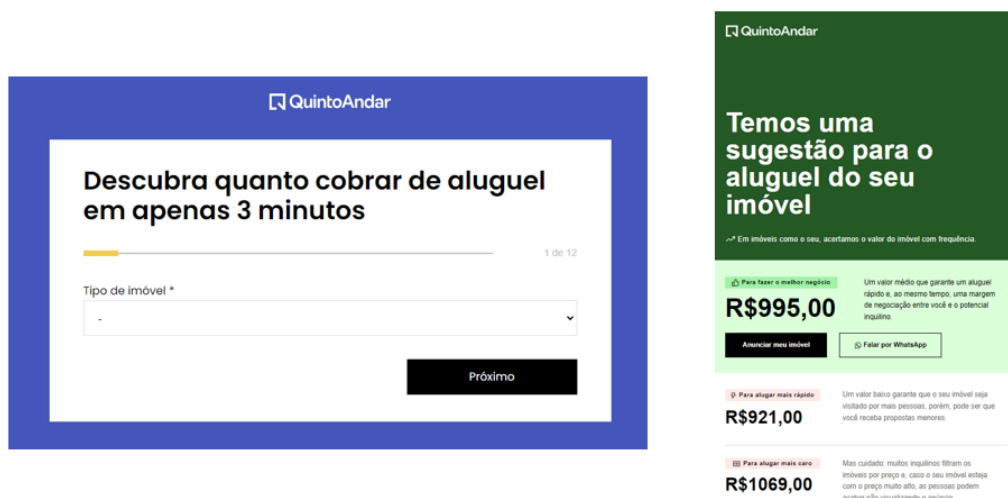 QuintoAndar
Descubra quanto cobrar de aluguel
em apenas 3 minutos
1 de 12
Tipo de imóvel *
-
Próximo
QuintoAndar
Temos uma
sugestão para o
aluguel do seu
imóvel
Em imóveis como o seu, acertamos o valor do imóvel com frequência.
Para fazer o melhor negócio
R$995,00
Um valor médio que garante um aluguel
rápido e, ao mesmo tempo, uma margem
de negociação entre você e o potencial
inquilino.
Anunciar meu imóvel
Falar por WhatsApp
Para alugar mais rápido
R$921,00
Um valor baixo garante que o seu imóvel seja
visitado por mais pessoas, porém, pode ser que
você receba propostas menores.
Para alugar mais caro
R$1069,00
Mas cuidado: muitos inquilinos filtram os
imóveis por preço e, caso o seu imóvel esteja
com o preço muito alto, as pessoas podem
acabar não visualizando o anúncio.